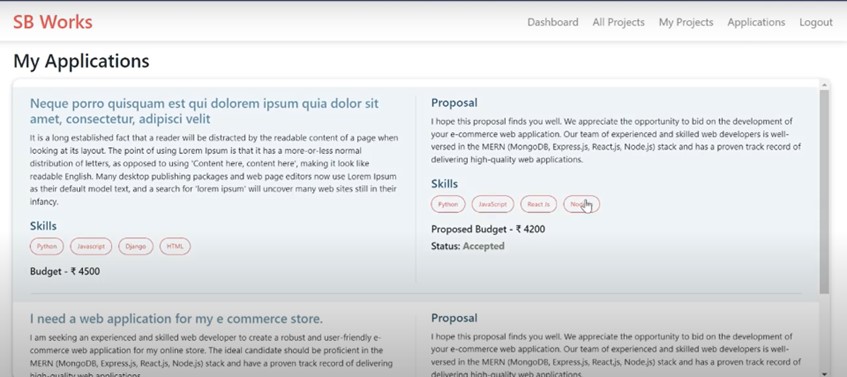 SB Works
Dashboard All Projects My Projects Applications Logout
My Applications
Neque porro quisquam est qui dolorem ipsum quia dolor sit
amet, consectetur, adipisci velit
It is a long established fact that a reader will be distracted by the readable content of a page when
looking at its layout. The point of using Lorem Ipsum is that it has a more-or-less normal
distribution of letters, as opposed to using 'Content here, content here', making it look like
readable English. Many desktop publishing packages and web page editors now use Lorem Ipsum
as their default model text, and a search for 'lorem ipsum' will uncover many web sites still in their
infancy.
Skills
Python Javascript Django HTML
Budget - ₹ 4500
Proposal
I hope this proposal finds you well. We appreciate the opportunity to bid on the development of
your e-commerce web application. Our team of experienced and skilled web developers is well-
versed in the MERN (MongoDB, Express.js, React.js, Node.js) stack and has a proven track record of
delivering high-quality web applications.
Skills
Python JavaScript React Js
Proposed Budget - ₹ 4200
Status: Accepted
I need a web application for my e commerce store.
I am seeking an experienced and skilled web developer to create a robust and user-friendly e-
commerce web application for my online store. The ideal candidate should be proficient in the
MERN (MongoDB, Express.js, React.js, Node.js) stack and have a proven track record of delivering
high-quality web applications.
Proposal
I hope this proposal finds you well. We appreciate the opportunity to bid on the development of
your e-commerce web application. Our team of experienced and skilled web developers is well-
versed in the MERN (MongoDB, Express.js, React.js, Node.js) stack and has a proven track record of
delivering high-quality web applications.